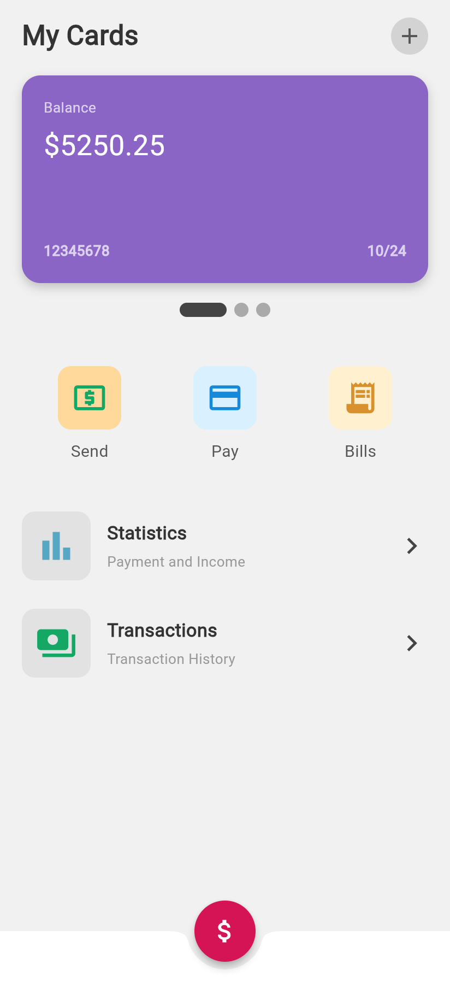 My Cards
Balance
$5250.25
12345678 10/24
Send Pay Bills
Statistics
Payment and Income
Transactions
Transaction History
$